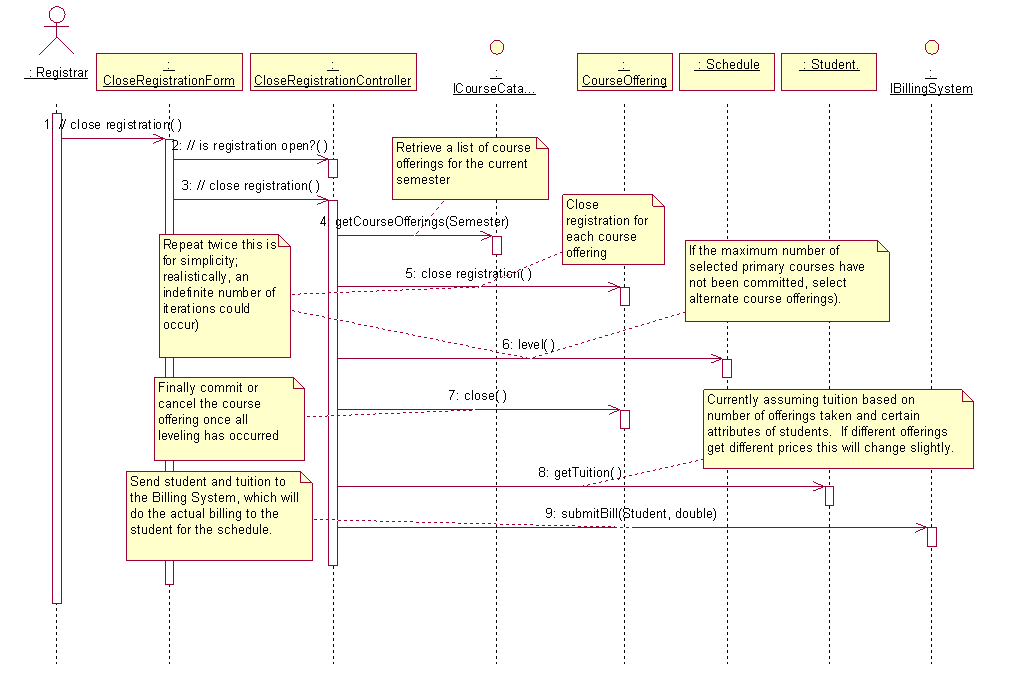 : Registrar
:
CloseRegistrationForm
:
CloseRegistrationController
:
ICourseCata...
:
CourseOffering
: Schedule
: Student.
:
IBillingSystem
1: // close registration( )
2: // is registration open?( )
Retrieve a list of course
offerings for the current
semester
3: // close registration( )
Close
registration for
each course
offering
4: getCourseOfferings(Semester)
Repeat twice this is
for simplicity;
realistically, an
indefinite number of
iterations could
occur)
If the maximum number of
selected primary courses have
not been committed, select
alternate course offerings).
5: close registration( )
6: level( )
Finally commit or
cancel the course
offering once all
leveling has occurred
7: close( )
Currently assuming tuition based on
number of offerings taken and certain
attributes of students.  If different offerings
get different prices this will change slightly.
8: getTuition( )
Send student and tuition to
the Billing System, which will
do the actual billing to the
student for the schedule.
9: submitBill(Student, double)